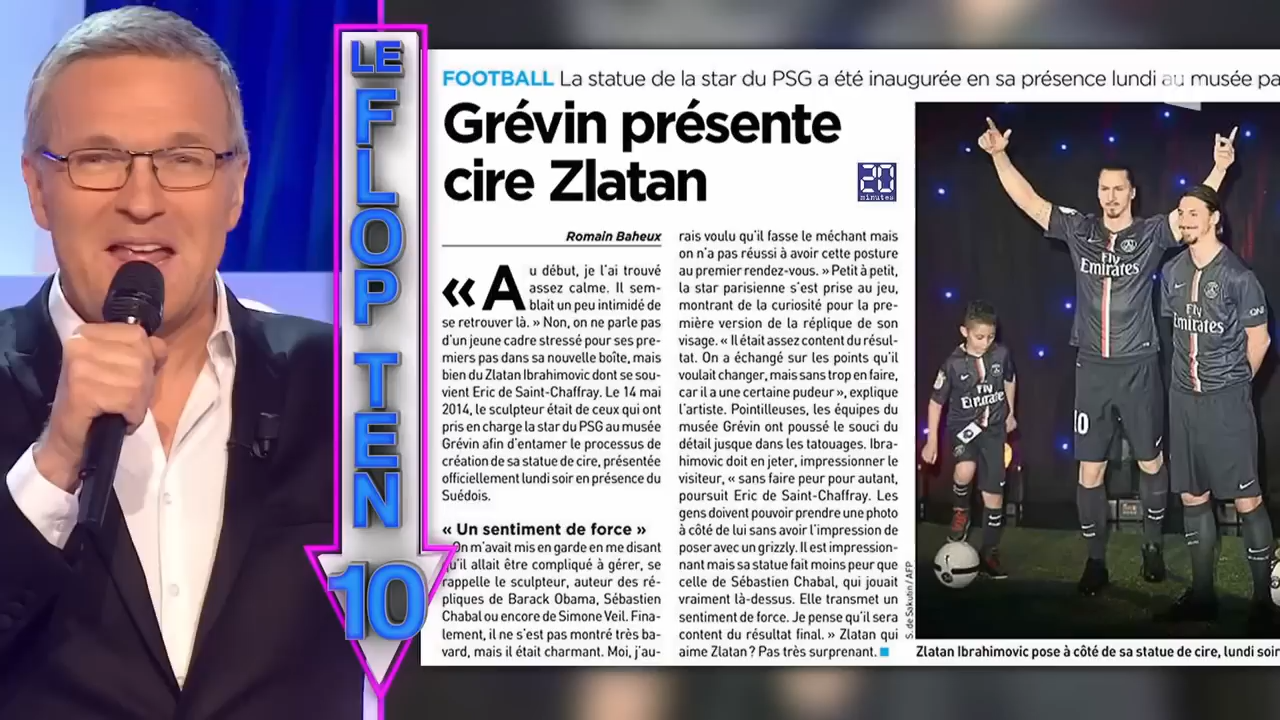 LE
FLOP
TEN
10
FOOTBALL La statue de la star du PSG a été inaugurée en sa présence lundi au musée pa
Grévin présente
cire Zlatan
20
minutes
Romain Baheux
« Au début, je l'ai trouvé
assez calme. Il sem-
blait un peu intimidé de
se retrouver là. » Non, on ne parle pas
d'un jeune cadre stressé pour ses pre-
miers pas dans sa nouvelle boîte, mais
bien du Zlatan Ibrahimovic dont se sou-
vient Eric de Saint-Chaffray. Le 14 mai
2014, le sculpteur était de ceux qui ont
pris en charge la star du PSG au musée
Grévin afin d'entamer le processus de
création de sa statue de cire, présentée
officiellement lundi soir en présence du
Suédois.
« Un sentiment de force »
On m'avait mis en garde en me disant
qu'il allait être compliqué à gérer, se
rappelle le sculpteur, auteur des ré-
pliques de Barack Obama, Sébastien
Chabal ou encore de Simone Veil. Fina-
lement, il ne s'est pas montré très ba-
vard, mais il était charmant. Moi, j'au-
rais voulu qu'il fasse le méchant mais
on n'a pas réussi à avoir cette posture
au premier rendez-vous. » Petit à petit,
la star parisienne s'est prise au jeu,
montrant de la curiosité pour la pre-
mière version de la réplique de son
visage. « Il était assez content du résul-
tat. On a échangé sur les points qu'il
voulait changer, mais sans trop en faire,
car il a une certaine pudeur », explique
l'artiste. Pointilleuses, les équipes du
musée Grévin ont poussé le souci du
détail jusque dans les tatouages. Ibra-
himovic doit en jeter, impressionner le
visiteur, « sans faire peur pour autant,
poursuit Eric de Saint-Chaffray. Les
gens doivent pouvoir prendre une photo
à côté de lui sans avoir l'impression de
poser avec un grizzly. Il est impression-
nant mais sa statue fait moins peur que
celle de Sébastien Chabal, qui jouait
vraiment là-dessus. Elle transmet un
sentiment de force. Je pense qu'il sera
content du résultat final. » Zlatan qui
aime Zlatan ? Pas très surprenant.
S. de Sakutin / AFP
Fly
Emirates
10
Fly
Emirates
Fly
Emirates
Zlatan Ibrahimovic pose à côté de sa statue de cire, lundi soir